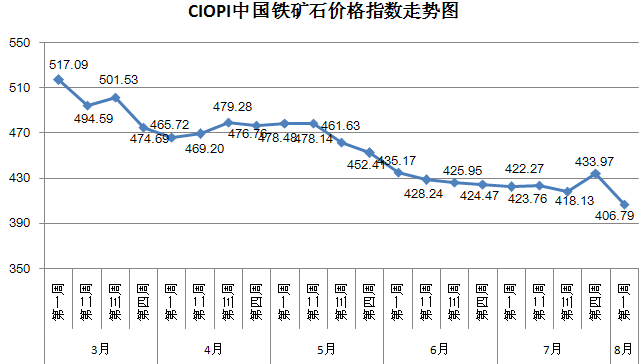 CIOPI中国铁矿石价格指数走势图
550
510
470
430
390
350
517.09
494.59
501.53
474.69
465.72
469.20
479.28
476.76
478.48
478.14
461.63
452.41
435.17
428.24
425.95
424.47
422.27
423.76
418.13
433.97
406.79
第一周
第二周
第三周
第四周
第一周
第二周
第三周
第四周
第一周
第二周
第三周
第四周
第一周
第二周
第三周
第四周
第一周
第二周
第三周
第四周
第一周
3月
4月
5月
6月
7月
8月